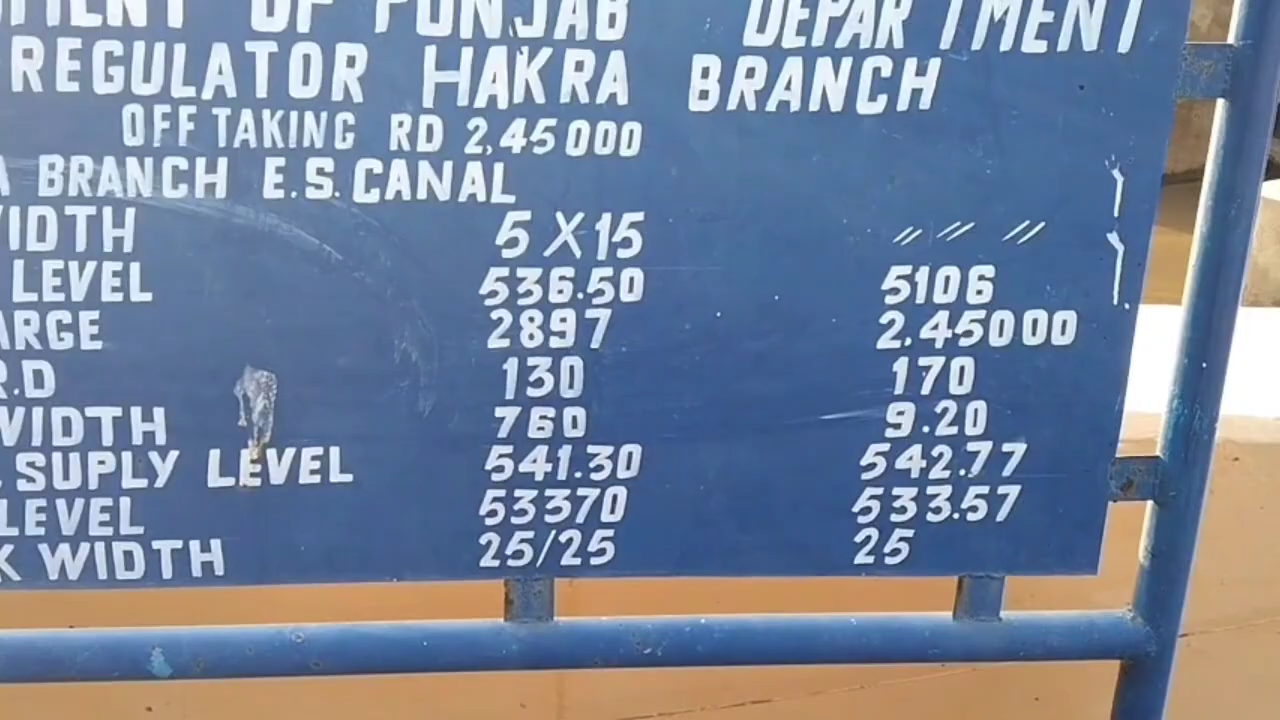 OF PUNJAB DEPARTMENT
REGULATOR HAKRA BRANCH
OFF TAKING RD 2,45000
BRANCH E.S. CANAL
5 X 15 〃 〃 〃
LEVEL 536.50 5106
2897 2.45000
R.D 130 170
WIDTH 760 9.20
SUPLY LEVEL 541.30 542.77
LEVEL 53370 533.57
WIDTH 25/25 25